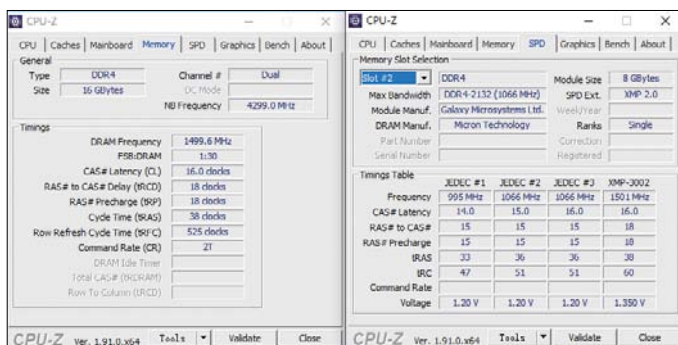 CPU-Z
CPU Caches Mainboard Memory SPD Graphics Bench About
General
Type DDR4 Channel # Dual
Size 16 GBytes DC Mode
NB Frequency 4299.0 MHz
Timings
DRAM Frequency 1499.6 MHz
FSB:DRAM 1:30
CAS# Latency (CL) 16.0 clocks
RAS# to CAS# Delay (tRCD) 18 clocks
RAS# Precharge (tRP) 18 clocks
Cycle Time (tRAS) 38 clocks
Row Refresh Cycle Time (tRFC) 525 clocks
Command Rate (CR) 2T
DRAM Idle Timer
Total CAS# (tRDRAM)
Row To Column (tRCD)
CPU-Z Ver. 1.91.0.x64 Tools Validate Close
CPU-Z
CPU Caches Mainboard Memory SPD Graphics Bench About
Memory Slot Selection
Slot #2 DDR4 Module Size 8 GBytes
Max Bandwidth DDR4-2132 (1066 MHz) SPD Ext. XMP 2.0
Module Manuf. Galaxy Microsystems Ltd. Week/Year
DRAM Manuf. Micron Technology Ranks Single
Part Number Correction
Serial Number Registered
Timings Table
JEDEC #1 JEDEC #2 JEDEC #3 XMP-3002
Frequency 995 MHz 1066 MHz 1066 MHz 1501 MHz
CAS# Latency 14.0 15.0 16.0 16.0
RAS# to CAS# 15 15 15 18
RAS# Precharge 15 15 15 18
tRAS 33 36 36 38
tRC 47 51 51 60
Command Rate
Voltage 1.20 V 1.20 V 1.20 V 1.350 V
CPU-Z Ver. 1.91.0.x64 Tools Validate Close